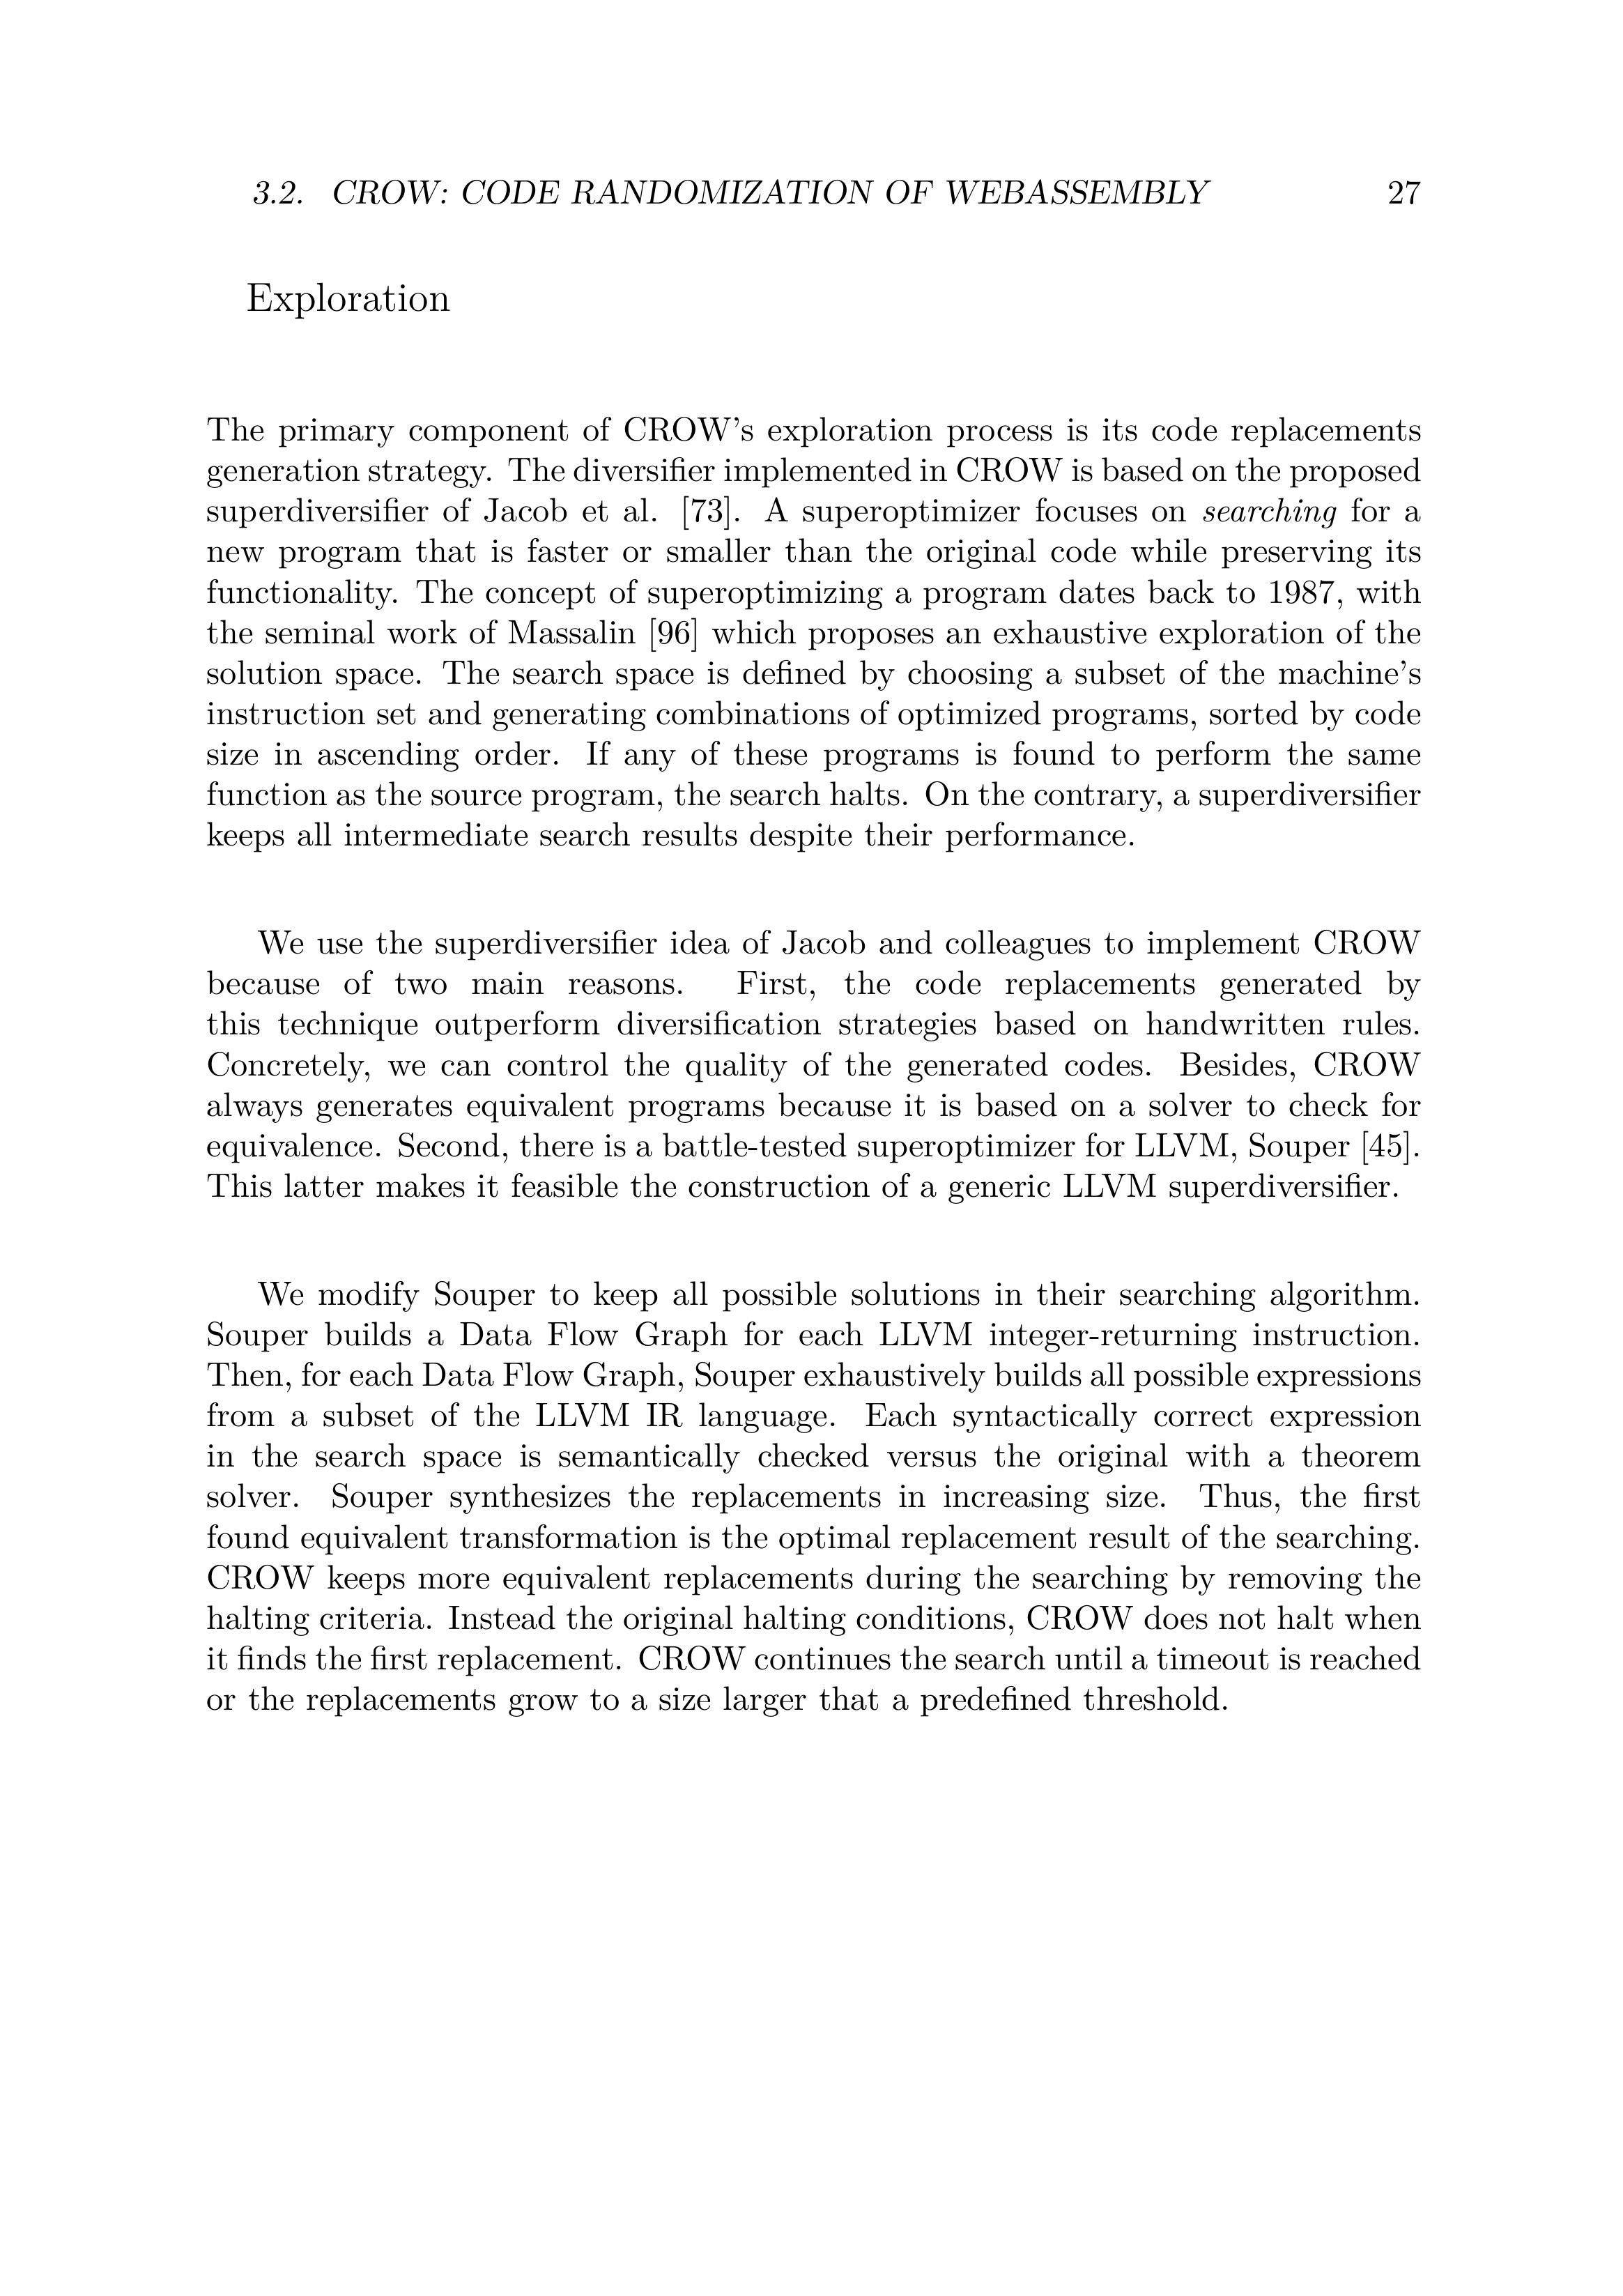 3.2. CROW: CODE RANDOMIZATION OF WEBASSEMBLY 27
Exploration
The primary component of CROW’s exploration process is its code replacements
generation strategy. The diversifier implemented in CROW is based on the proposed
superdiversifier of Jacob et al. [73]. A superoptimizer focuses on searching for a
new program that is faster or smaller than the original code while preserving its
functionality. The concept of superoptimizing a program dates back to 1987, with
the seminal work of Massalin [96] which proposes an exhaustive exploration of the
solution space. The search space is defined by choosing a subset of the machine’s
instruction set and generating combinations of optimized programs, sorted by code
size in ascending order. If any of these programs is found to perform the same
function as the source program, the search halts. On the contrary, a superdiversifier
keeps all intermediate search results despite their performance.
We use the superdiversifier idea of Jacob and colleagues to implement CROW
because of two main reasons. First, the code replacements generated by
this technique outperform diversification strategies based on handwritten rules.
Concretely, we can control the quality of the generated codes. Besides, CROW
always generates equivalent programs because it is based on a solver to check for
equivalence. Second, there is a battle-tested superoptimizer for LLVM, Souper [45].
This latter makes it feasible the construction of a generic LLVM superdiversifier.
We modify Souper to keep all possible solutions in their searching algorithm.
Souper builds a Data Flow Graph for each LLVM integer-returning instruction.
Then, for each Data Flow Graph, Souper exhaustively builds all possible expressions
from a subset of the LLVM IR language. Each syntactically correct expression
in the search space is semantically checked versus the original with a theorem
solver. Souper synthesizes the replacements in increasing size. Thus, the first
found equivalent transformation is the optimal replacement result of the searching.
CROW keeps more equivalent replacements during the searching by removing the
halting criteria. Instead the original halting conditions, CROW does not halt when
it finds the first replacement. CROW continues the search until a timeout is reached
or the replacements grow to a size larger that a predefined threshold.